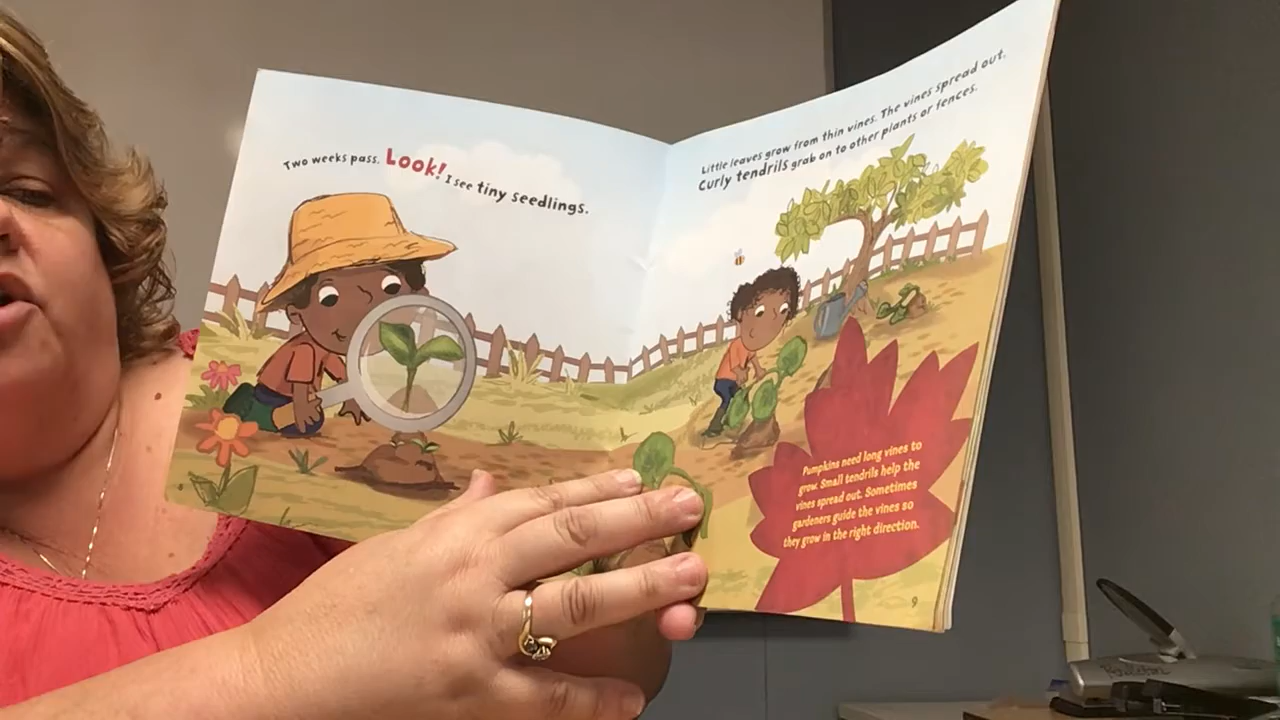 Two weeks pass. Look! I see tiny seedlings.
Little leaves grow from thin vines. The vines spread out.
Curly tendrils grab on to other plants or fences.
Pumpkins need long vines to
grow. Small tendrils help the
vines spread out. Sometimes
gardeners guide the vines so
they grow in the right direction.
9